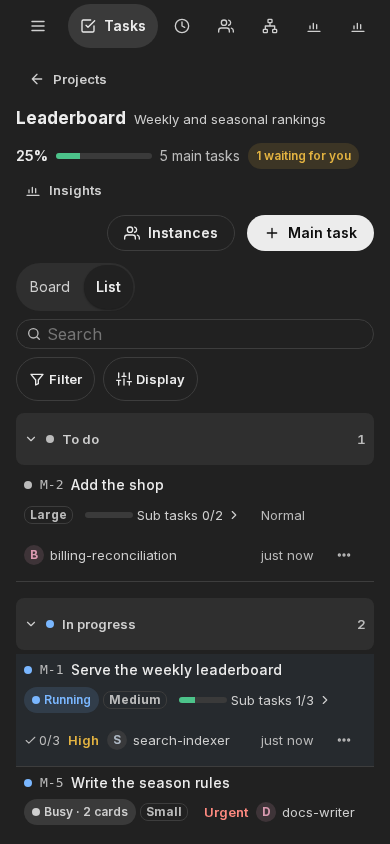 Tasks
Projects
Leaderboard Weekly and seasonal rankings
25% 5 main tasks 1 waiting for you
Insights
Instances + Main task
Board List
Search
Filter Display
To do 1
M-2 Add the shop
Large Sub tasks 0/2 > Normal
B billing-reconciliation just now •••
In progress 2
M-1 Serve the weekly leaderboard
Running Medium Sub tasks 1/3 >
✓ 0/3 High S search-indexer just now •••
M-5 Write the season rules
Busy · 2 cards Small Urgent D docs-writer